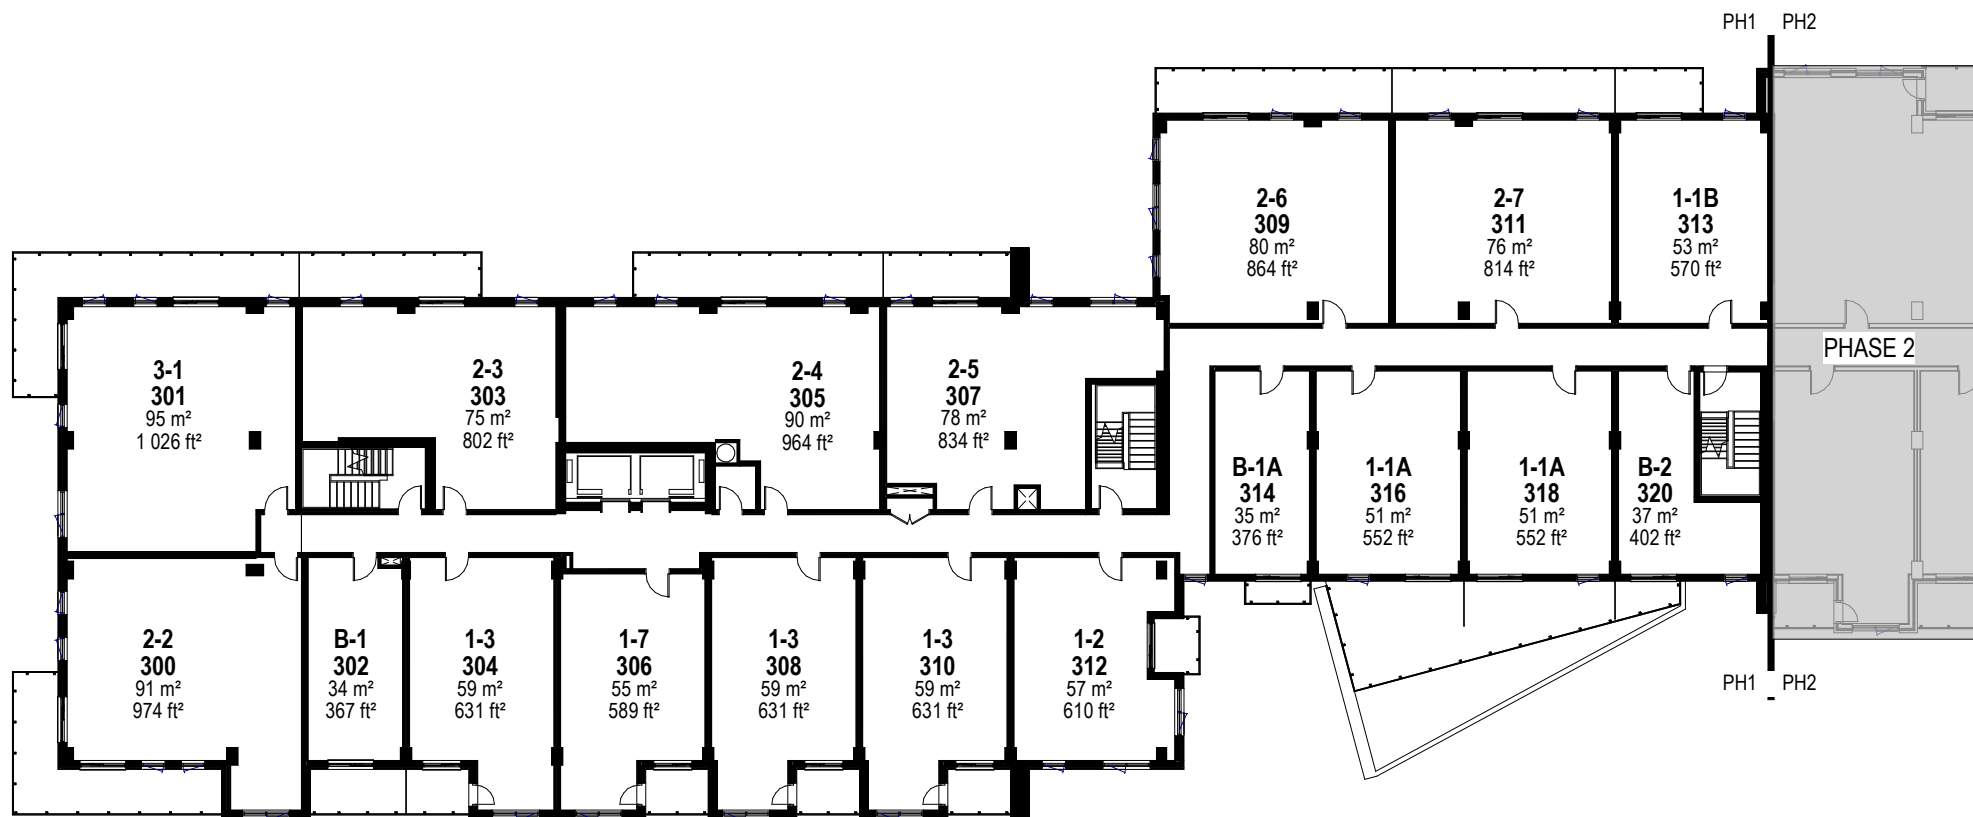 PH1 PH2
2-6
309
80 m²
864 ft²
2-7
311
76 m²
814 ft²
1-1B
313
53 m²
570 ft²
PHASE 2
3-1
301
95 m²
1 026 ft²
2-3
303
75 m²
802 ft²
2-4
305
90 m²
964 ft²
2-5
307
78 m²
834 ft²
B-1A
314
35 m²
376 ft²
1-1A
316
51 m²
552 ft²
1-1A
318
51 m²
552 ft²
B-2
320
37 m²
402 ft²
2-2
300
91 m²
974 ft²
B-1
302
34 m²
367 ft²
1-3
304
59 m²
631 ft²
1-7
306
55 m²
589 ft²
1-3
308
59 m²
631 ft²
1-3
310
59 m²
631 ft²
1-2
312
57 m²
610 ft²
PH1 PH2